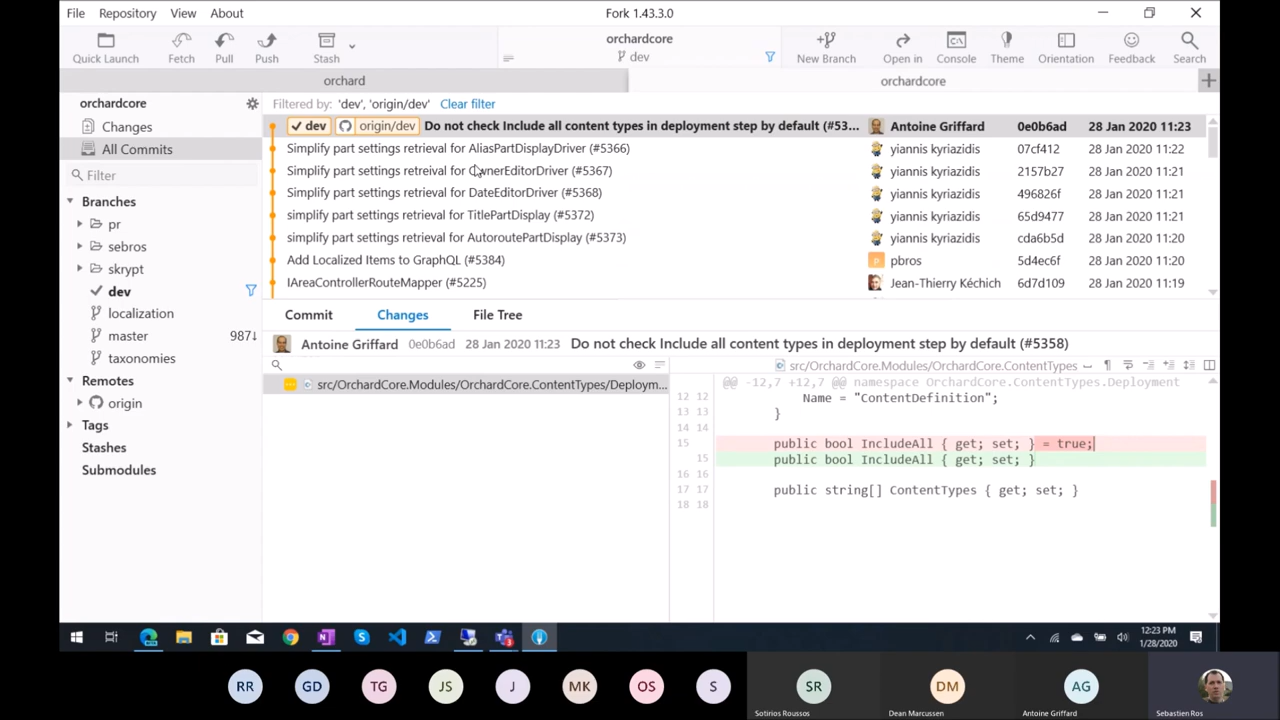 File Repository View About Fork 1.43.3.0
Quick Launch Fetch Pull Push Stash orchardcore dev New Branch Open in Console Theme Orientation Feedback Search
orchard orchardcore
orchardcore
Changes
All Commits
Filter
Branches
pr
sebros
skrypt
dev
localization
master 987↓
taxonomies
Remotes
origin
Tags
Stashes
Submodules
Filtered by: 'dev', 'origin/dev' Clear filter
dev origin/dev Do not check Include all content types in deployment step by default (#53... Antoine Griffard 0e0b6ad 28 Jan 2020 11:23
Simplify part settings retrieval for AliasPartDisplayDriver (#5366) yiannis kyriazidis 07cf412 28 Jan 2020 11:22
Simplify part settings retreival for OwnerEditorDriver (#5367) yiannis kyriazidis 2157b27 28 Jan 2020 11:21
Simplify part settings retrieval for DateEditorDriver (#5368) yiannis kyriazidis 496826f 28 Jan 2020 11:21
simplify part settings retrieval for TitlePartDisplay (#5372) yiannis kyriazidis 65d9477 28 Jan 2020 11:21
simplify part settings retrieval for AutoroutePartDisplay (#5373) yiannis kyriazidis cda6b5d 28 Jan 2020 11:20
Add Localized Items to GraphQL (#5384) pbros 5d4ec6f 28 Jan 2020 11:20
IAreaControllerRouteMapper (#5225) Jean-Thierry Kéchich 6d7d109 28 Jan 2020 11:19
Commit Changes File Tree
Antoine Griffard 0e0b6ad 28 Jan 2020 11:23 Do not check Include all content types in deployment step by default (#5358)
src/OrchardCore.Modules/OrchardCore.ContentTypes
src/OrchardCore.Modules/OrchardCore.ContentTypes/Deploym...
@@ -12,7 +12,7 @@ namespace OrchardCore.ContentTypes.Deployment
12 12 Name = "ContentDefinition";
13 13 }
14 14
15 public bool IncludeAll { get; set; } = true;
15 public bool IncludeAll { get; set; }
16 16
17 17 public string[] ContentTypes { get; set; }
18 18
12:23 PM
1/28/2020
RR GD TG JS J MK OS S SR DM AG
Sotirios Roussos Dean Marcussen Antoine Griffard Sebastien Ros